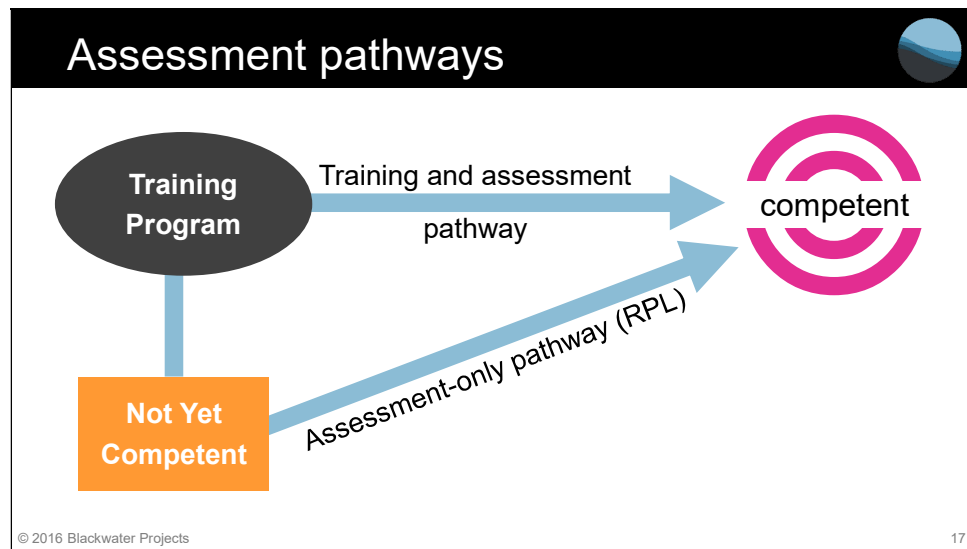 Assessment pathways
Training
Program
Training and assessment
pathway
competent
Assessment-only pathway (RPL)
Not Yet
Competent
© 2016 Blackwater Projects
17